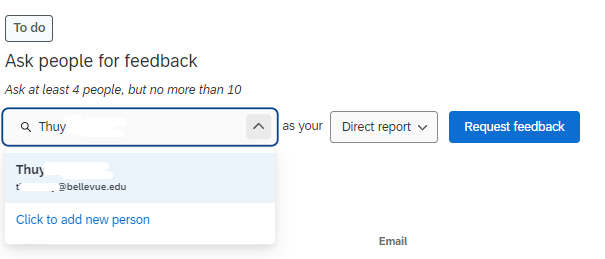 To do
Ask people for feedback
Ask at least 4 people, but no more than 10
Thuy as your Direct report Request feedback
Thuy
@bellevue.edu
Click to add new person
Email